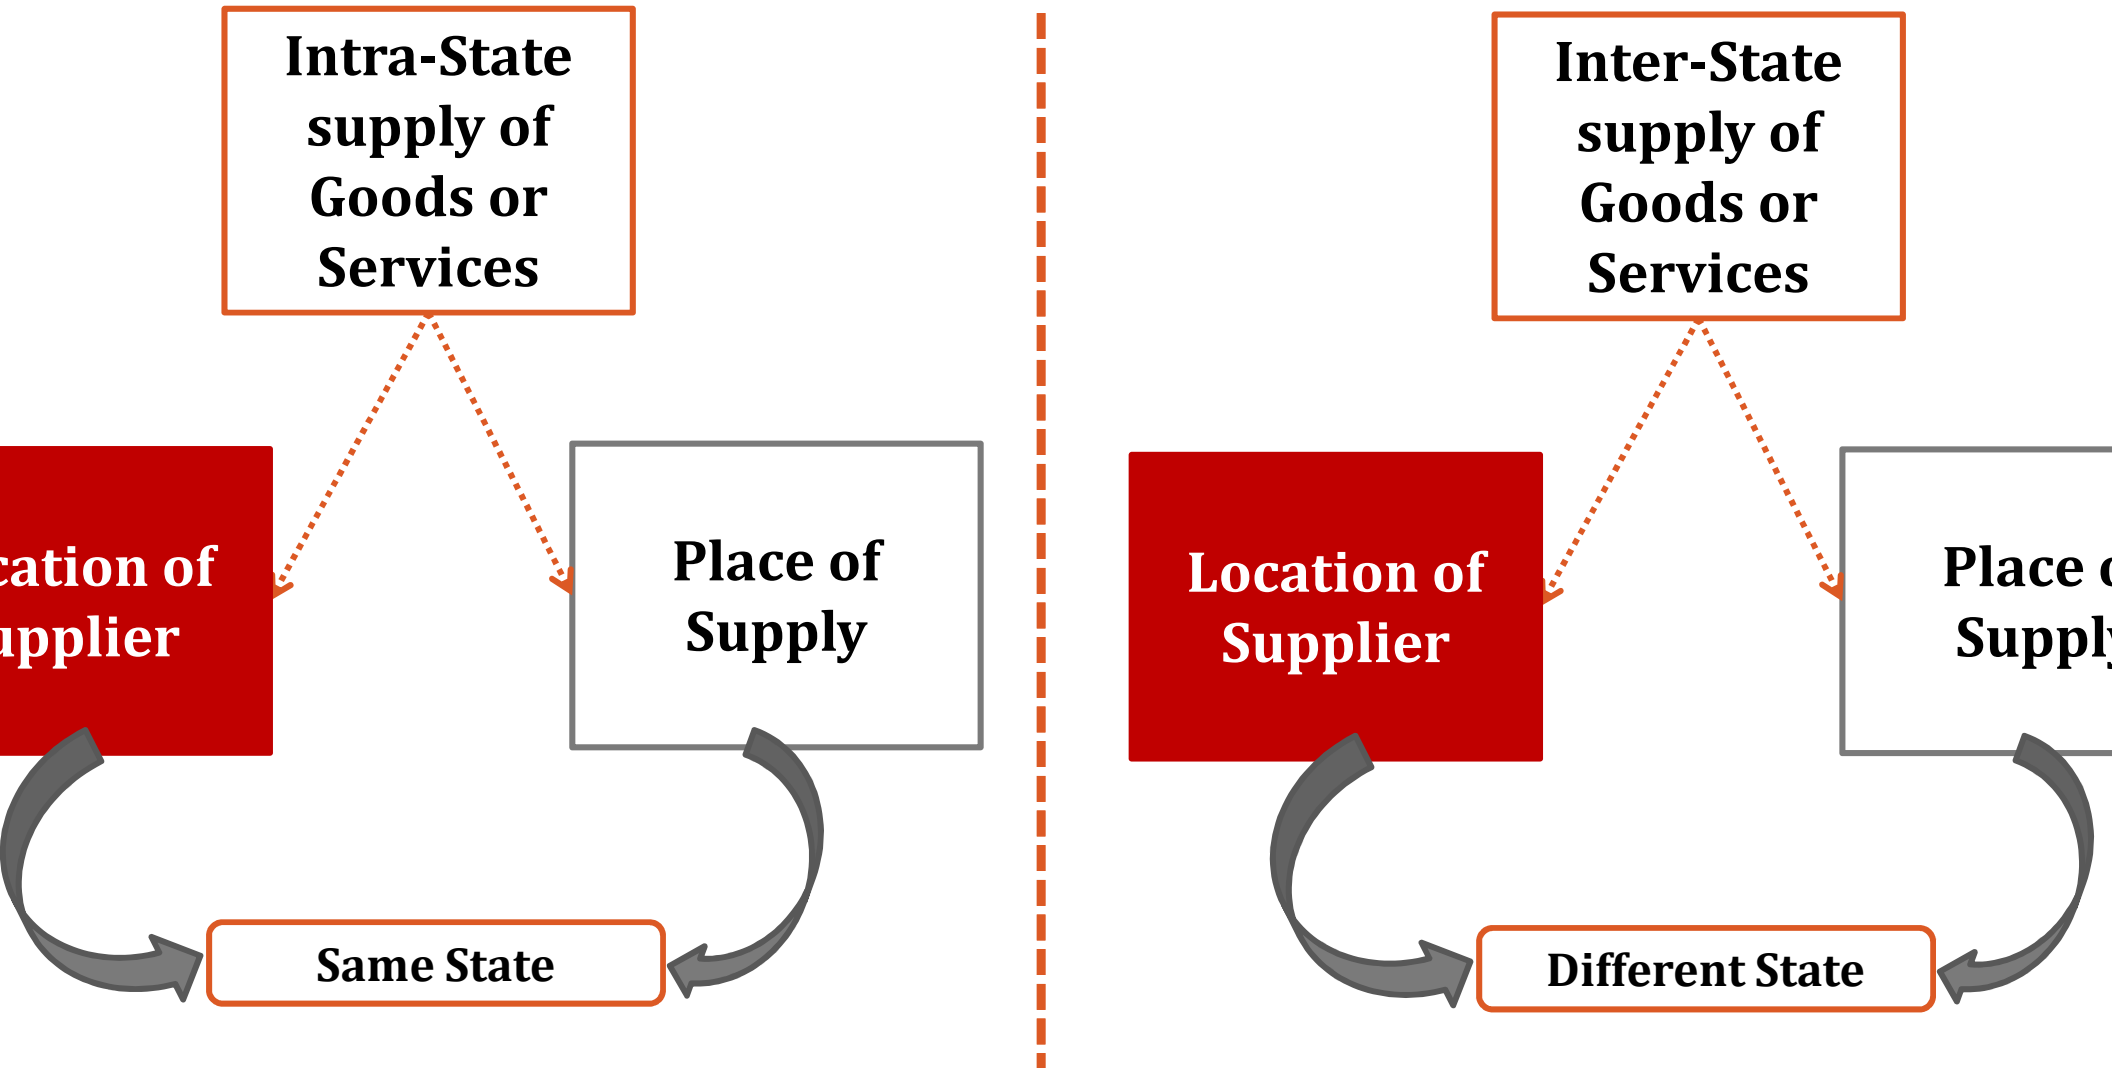 Intra-State
supply of
Goods or
Services
cation of
upplier
Place of
Supply
Same State
Inter-State
supply of
Goods or
Services
Location of
Supplier
Place
Suppl
Different State